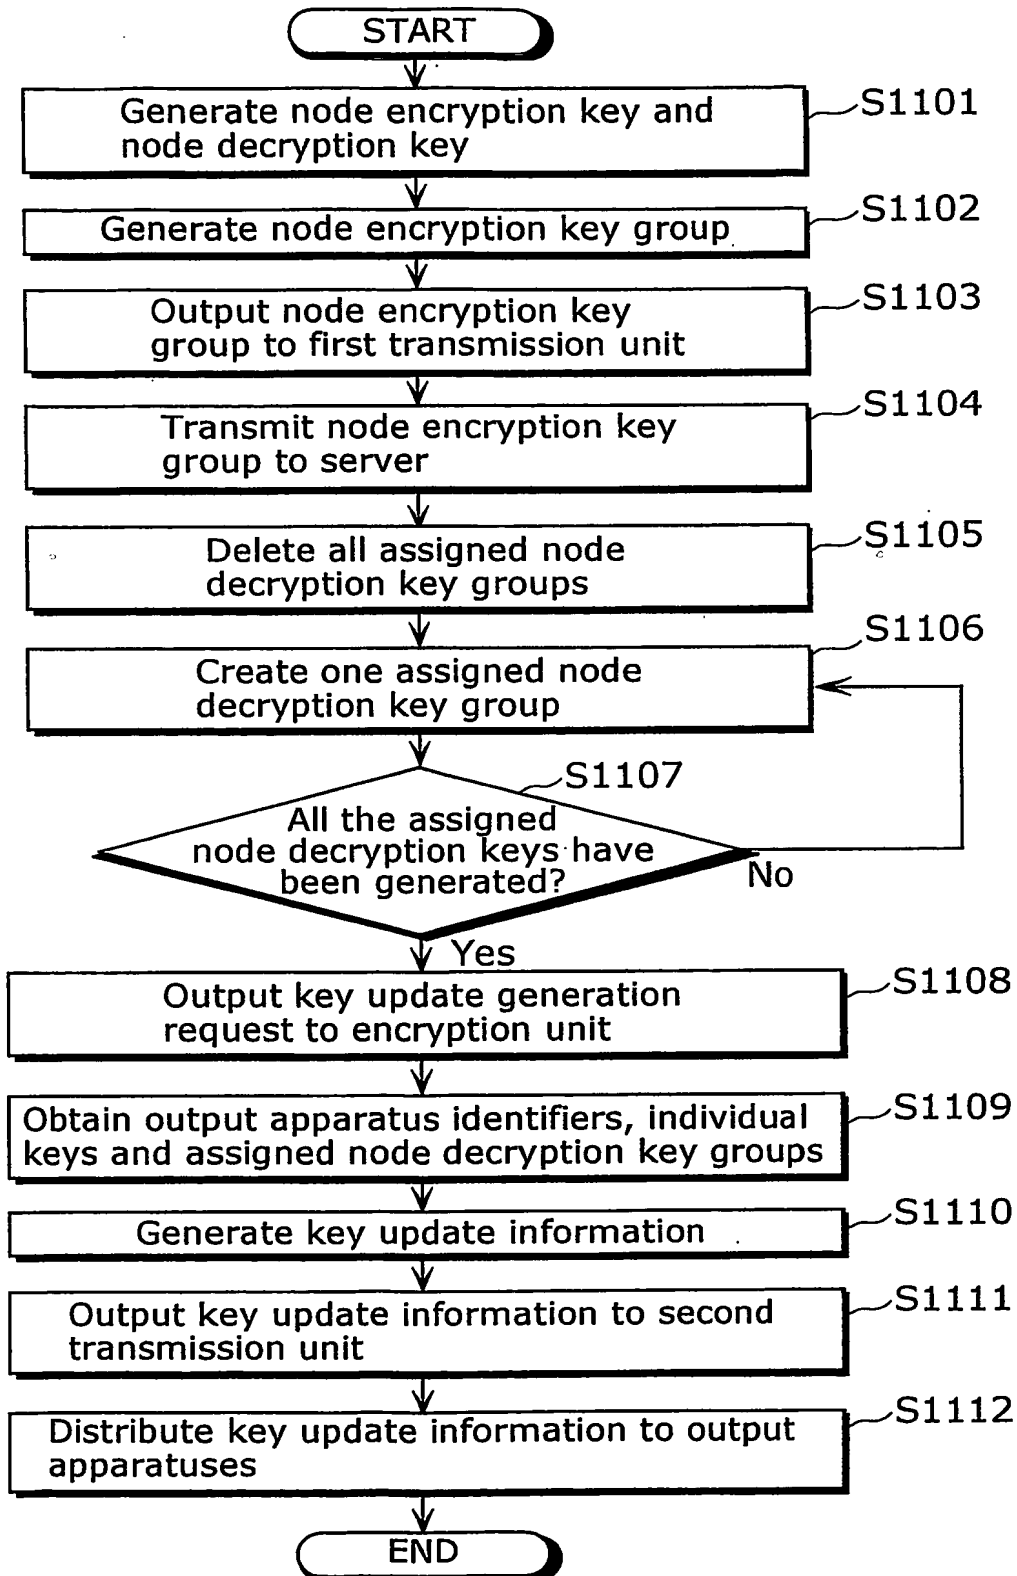 START
Generate node encryption key and
node decryption key
S1101
Generate node encryption key group
S1102
Output node encryption key
group to first transmission unit
S1103
Transmit node encryption key
group to server
S1104
Delete all assigned node
decryption key groups
S1105
Create one assigned node
decryption key group
S1106
All the assigned
node decryption keys have
been generated?
S1107
No
Yes
Output key update generation
request to encryption unit
S1108
Obtain output apparatus identifiers, individual
keys and assigned node decryption key groups
S1109
Generate key update information
S1110
Output key update information to second
transmission unit
S1111
Distribute key update information to output
apparatuses
S1112
END